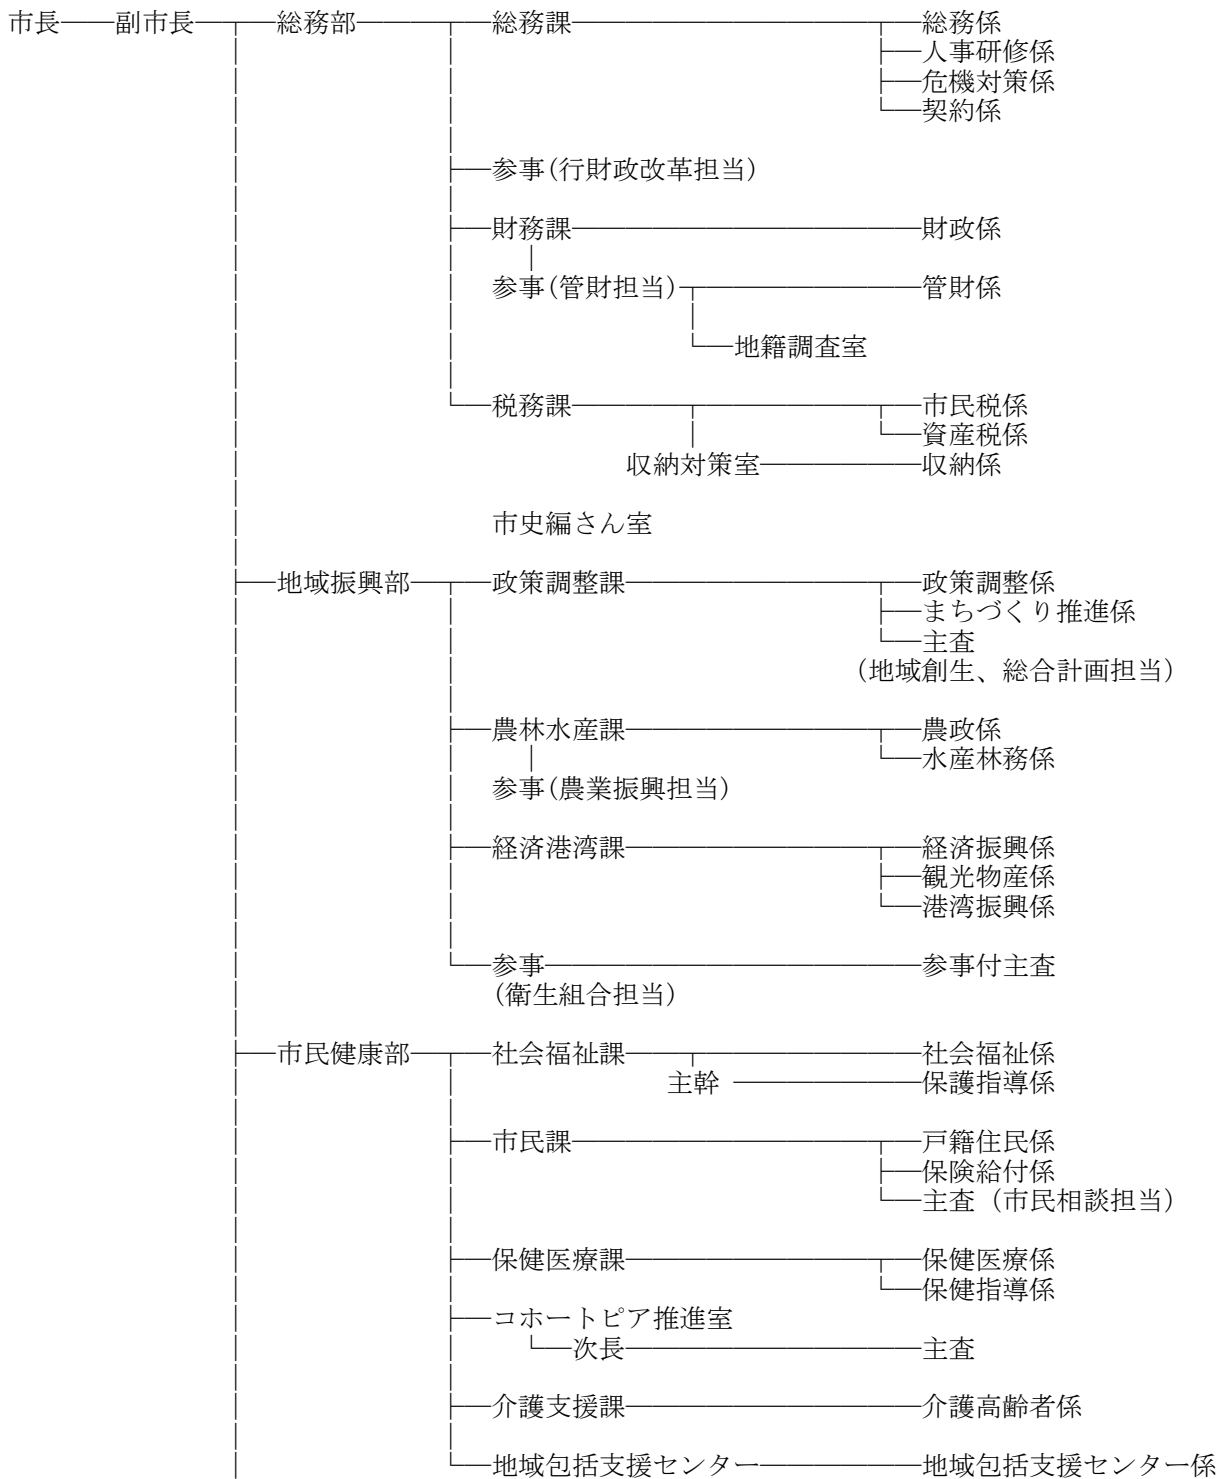 市長 副市長 総務部 総務課 総務係
人事研修係
危機対策係
契約係
参事(行財政改革担当)
財務課 財政係
参事(管財担当) 管財係
地籍調査室
税務課 市民税係
資産税係
収納対策室 収納係
市史編さん室
地域振興部 政策調整課 政策調整係
まちづくり推進係
主査
(地域創生、総合計画担当)
農林水産課 農政係
水産林務係
参事(農業振興担当)
経済港湾課 経済振興係
観光物産係
港湾振興係
参事 参事付主査
(衛生組合担当)
市民健康部 社会福祉課 社会福祉係
主幹 保護指導係
市民課 戸籍住民係
保険給付係
主査(市民相談担当)
保健医療課 保健医療係
保健指導係
コホートピア推進室
次長 主査
介護支援課 介護高齢者係
地域包括支援センター 地域包括支援センター係